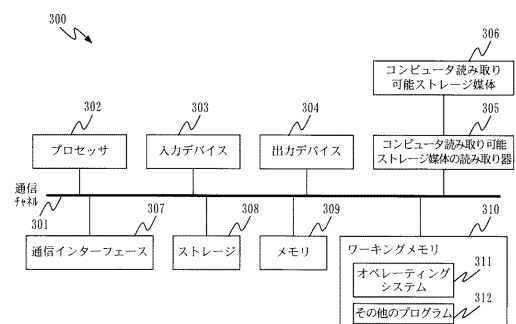 300
306
コンピュータ読み取り
可能ストレージ媒体
302
303
304
305
プロセッサ
入力デバイス
出力デバイス
コンピュータ読み取り可能
ストレージ媒体の読み取り器
通信
チャネル
301
307
308
309
310
通信インターフェース
ストレージ
メモリ
ワーキングメモリ
311
オペレーティング
システム
312
その他のプログラム